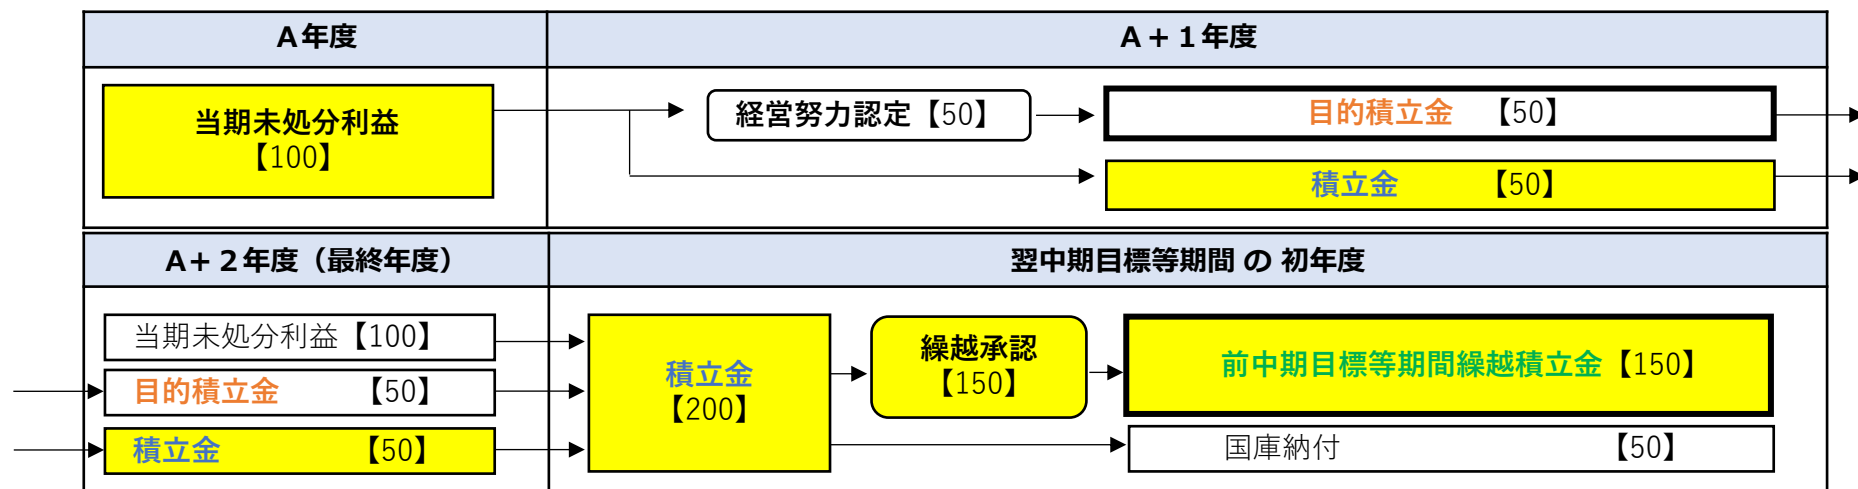 A年度
A+1年度
当期未処分利益
【100】
経営努力認定【50】
目的積立金 【50】
積立金 【50】
A+2年度（最終年度）
翌中期目標等期間 の 初年度
当期未処分利益【100】
目的積立金 【50】
積立金 【50】
積立金
【200】
繰越承認
【150】
前中期目標等期間繰越積立金【150】
国庫納付 【50】